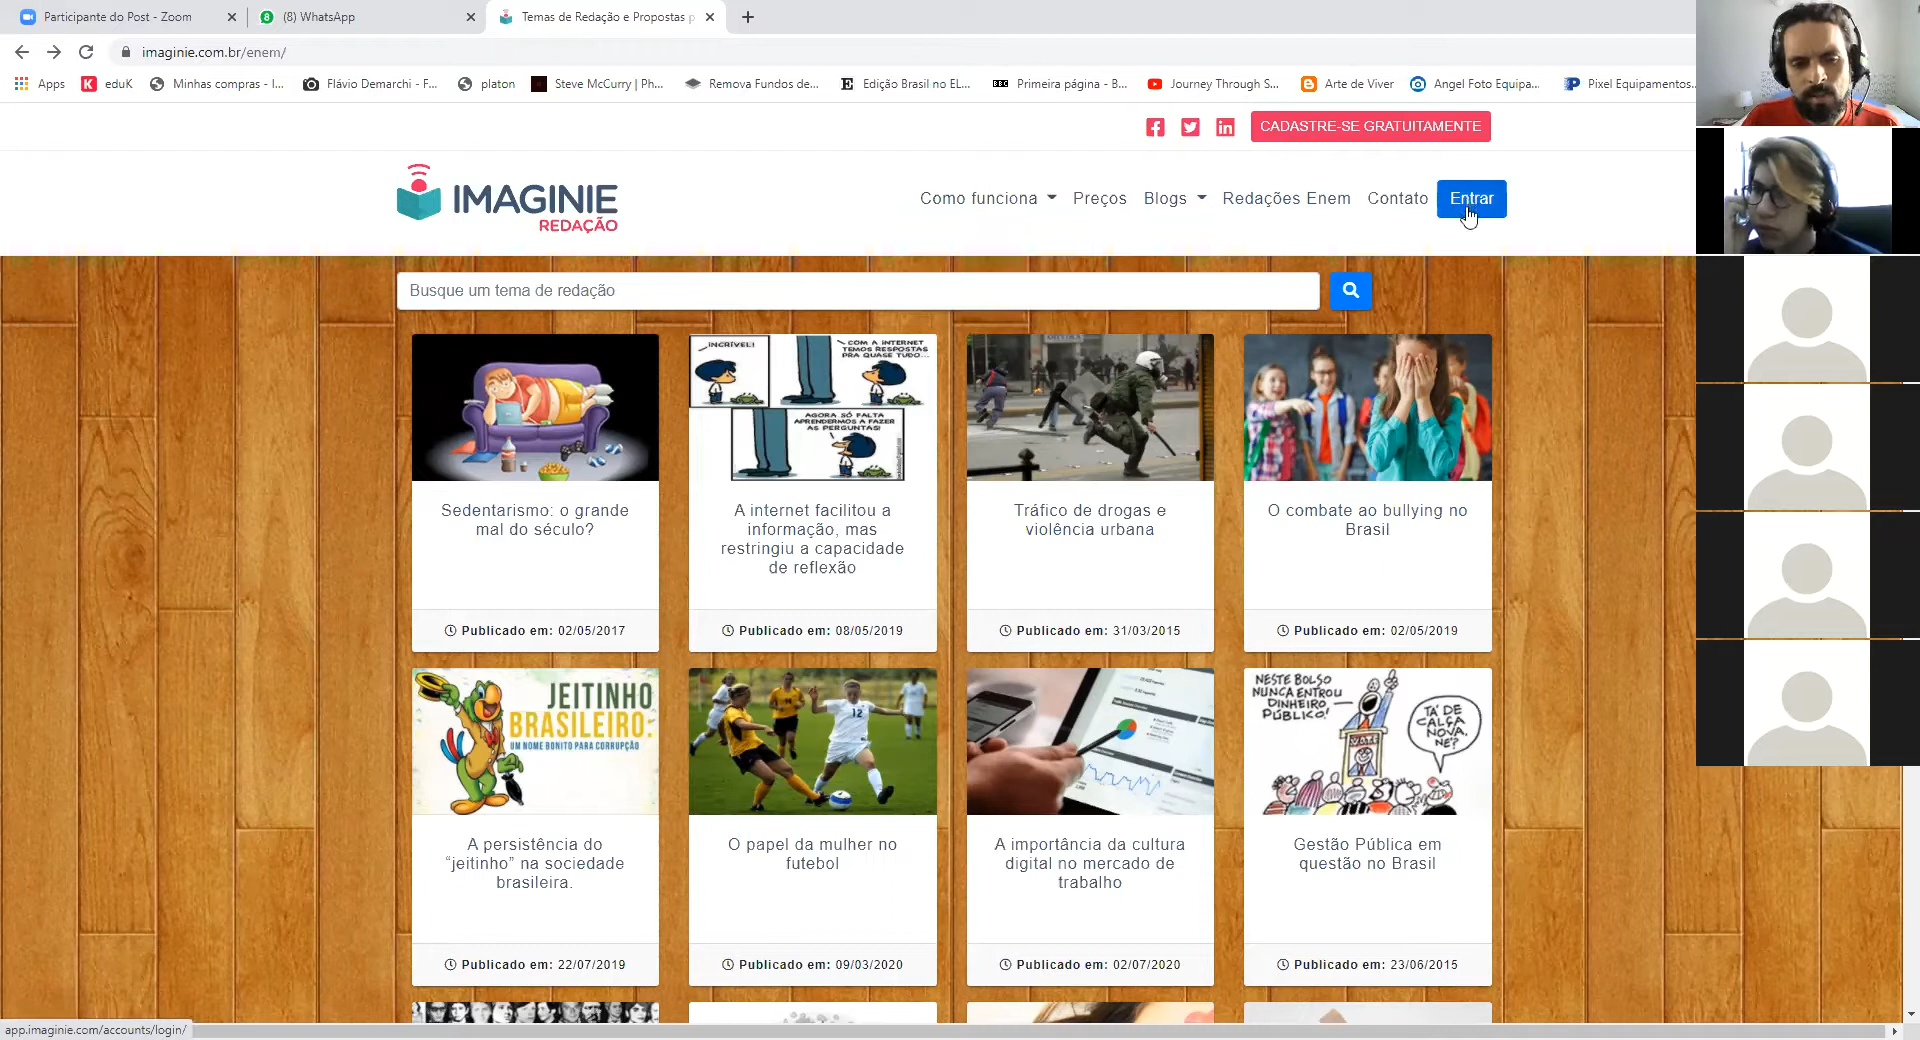 Participante do Post - Zoom
(8) WhatsApp
Temas de Redação e Propostas p
imaginie.com.br/enem/
Apps
eduK
Minhas compras - I...
Flávio Demarchi - F...
platon
Steve McCurry | Ph...
Remova Fundos de...
Edição Brasil no EL...
BBC Primeira página - B...
Journey Through S...
Arte de Viver
Angel Foto Equipa...
Pixel Equipamentos...
CADASTRE-SE GRATUITAMENTE
IMAGINIE
REDAÇÃO
Como funciona
Preços
Blogs
Redações Enem
Contato
Entrar
Busque um tema de redação
INCRÍVEL!
COM A INTERNET
TEMOS RESPOSTAS
PRA QUASE TUDO...
AGORA SÓ FALTA
APRENDERMOS A FAZER
AS PERGUNTAS!
Sedentarismo: o grande
mal do século?
A internet facilitou a
informação, mas
restringiu a capacidade
de reflexão
Tráfico de drogas e
violência urbana
O combate ao bullying no
Brasil
Publicado em: 02/05/2017
Publicado em: 08/05/2019
Publicado em: 31/03/2015
Publicado em: 02/05/2019
JEITINHO
BRASILEIRO:
UM NOME BONITO PARA CORRUPÇÃO
12
NESTE BOLSO
NUNCA ENTROU
DINHEIRO
PÚBLICO!
TÁ DE
CALÇA
NOVA,
NÉ?
VOTE
A persistência do
“jeitinho” na sociedade
brasileira.
O papel da mulher no
futebol
A importância da cultura
digital no mercado de
trabalho
Gestão Pública em
questão no Brasil
Publicado em: 22/07/2019
Publicado em: 09/03/2020
Publicado em: 02/07/2020
Publicado em: 23/06/2015
app.imaginie.com/accounts/login/